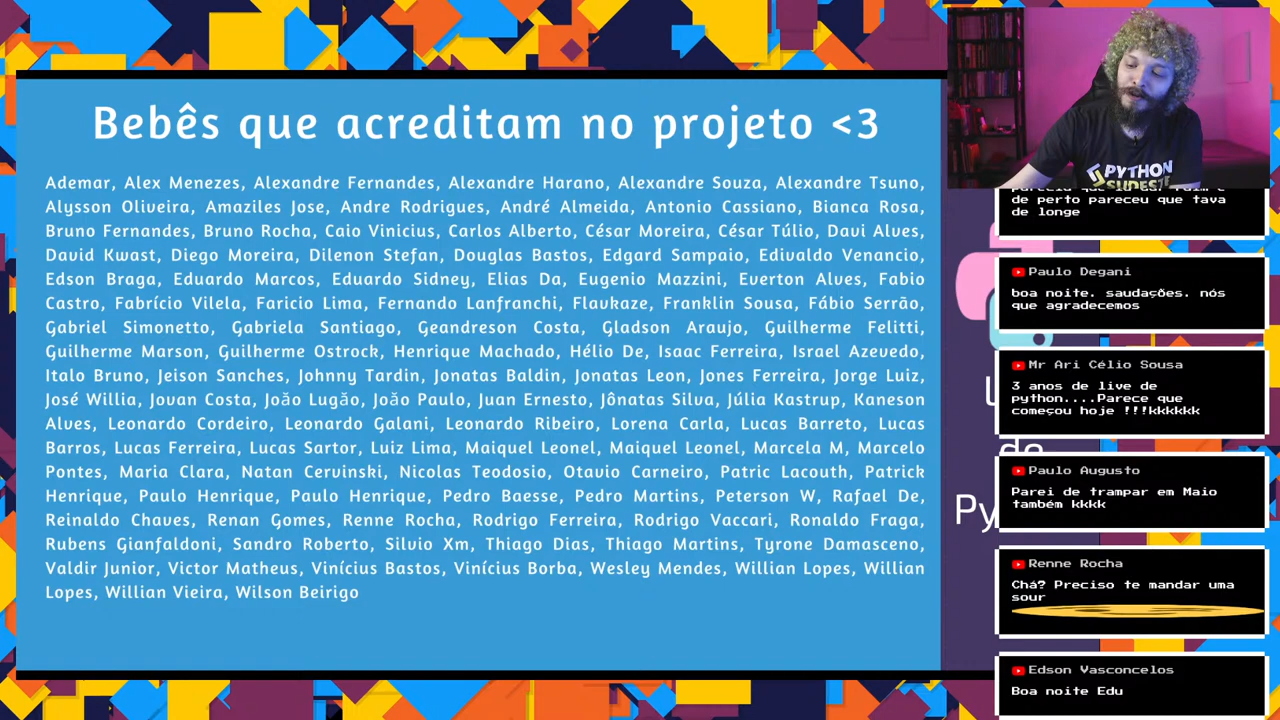 Bebês que acreditam no projeto <3
Ademar, Alex Menezes, Alexandre Fernandes, Alexandre Harano, Alexandre Souza, Alexandre Tsuno,
Alysson Oliveira, Amaziles Jose, Andre Rodrigues, André Almeida, Antonio Cassiano, Bianca Rosa,
Bruno Fernandes, Bruno Rocha, Caio Vinicius, Carlos Alberto, César Moreira, César Túlio, Davi Alves,
David Kwast, Diego Moreira, Dilenon Stefan, Douglas Bastos, Edgard Sampaio, Edivaldo Venancio,
Edson Braga, Eduardo Marcos, Eduardo Sidney, Elias Da, Eugenio Mazzini, Everton Alves, Fabio
Castro, Fabrício Vilela, Faricio Lima, Fernando Lanfranchi, Flavkaze, Franklin Sousa, Fábio Serrão,
Gabriel Simonetto, Gabriela Santiago, Geandreson Costa, Gladson Araujo, Guilherme Felitti,
Guilherme Marson, Guilherme Ostrock, Henrique Machado, Hélio De, Isaac Ferreira, Israel Azevedo,
Italo Bruno, Jeison Sanches, Johnny Tardin, Jonatas Baldin, Jonatas Leon, Jones Ferreira, Jorge Luiz,
José Willia, Jovan Costa, João Lugão, João Paulo, Juan Ernesto, Jônatas Silva, Júlia Kastrup, Kaneson
Alves, Leonardo Cordeiro, Leonardo Galani, Leonardo Ribeiro, Lorena Carla, Lucas Barreto, Lucas
Barros, Lucas Ferreira, Lucas Sartor, Luiz Lima, Maiquel Leonel, Maiquel Leonel, Marcela M, Marcelo
Pontes, Maria Clara, Natan Cervinski, Nicolas Teodosio, Otavio Carneiro, Patric Lacouth, Patrick
Henrique, Paulo Henrique, Paulo Henrique, Pedro Baesse, Pedro Martins, Peterson W, Rafael De,
Reinaldo Chaves, Renan Gomes, Renne Rocha, Rodrigo Ferreira, Rodrigo Vaccari, Ronaldo Fraga,
Rubens Gianfaldoni, Sandro Roberto, Silvio Xm, Thiago Dias, Thiago Martins, Tyrone Damasceno,
Valdir Junior, Victor Matheus, Vinícius Bastos, Vinícius Borba, Wesley Mendes, Willian Lopes, Willian
Lopes, Willian Vieira, Wilson Beirigo
PYTHON
SUDESTE
de perto pareceu que tava
de longe
Paulo Degani
boa noite. saudações. nós
que agradecemos
Mr Ari Célio Sousa
3 anos de live de
python....Parece que
começou hoje !!!kkkkkk
Paulo Augusto
Parei de trampar em Maio
também kkkk
Renne Rocha
Chá? Preciso te mandar uma
sour
Edson Vasconcelos
Boa noite Edu